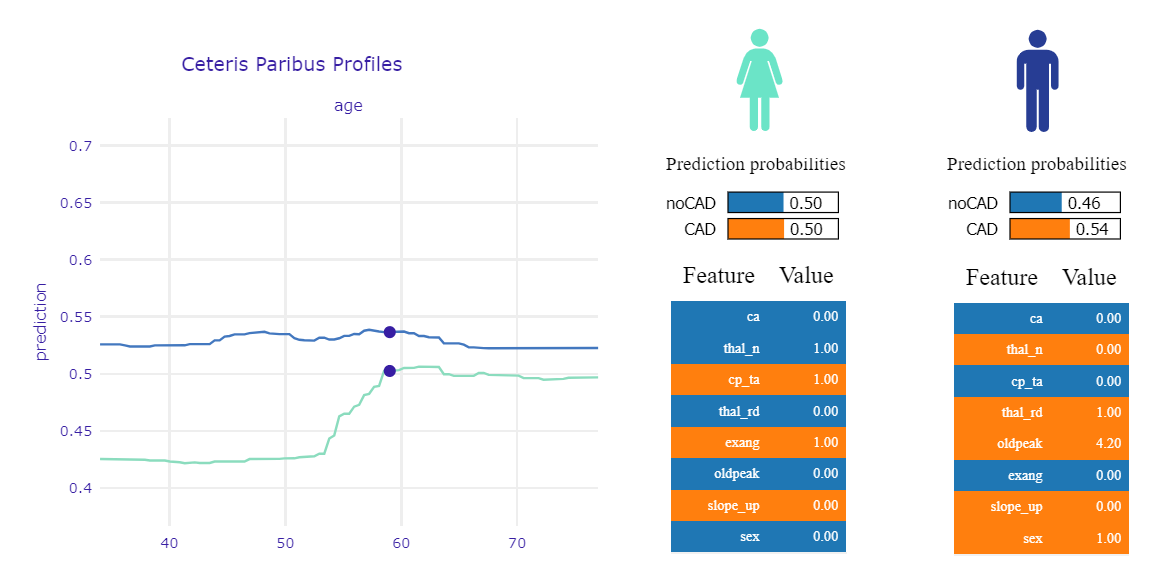 Ceteris Paribus Profiles
age
prediction
0.7
0.65
0.6
0.55
0.5
0.45
0.4
40 50 60 70
Prediction probabilities
noCAD 0.50
CAD 0.50
Feature Value
ca 0.00
thal_n 1.00
cp_ta 1.00
thal_rd 0.00
exang 1.00
oldpeak 0.00
slope_up 0.00
sex 0.00
Prediction probabilities
noCAD 0.46
CAD 0.54
Feature Value
ca 0.00
thal_n 0.00
cp_ta 0.00
thal_rd 1.00
oldpeak 4.20
exang 0.00
slope_up 0.00
sex 1.00